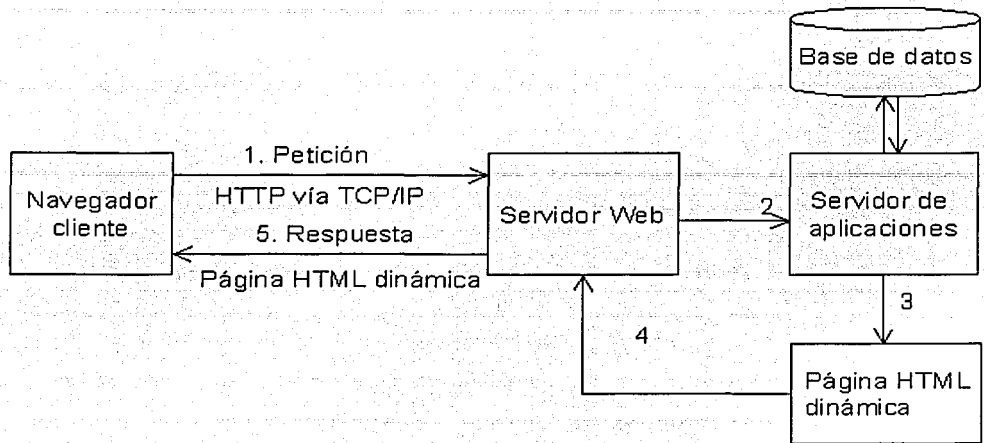 Base de datos
1. Petición
HTTP vía TCP/IP
Navegador
cliente
5. Respuesta
Página HTML dinámica
Servidor Web
2
Servidor de
aplicaciones
3
4
Página HTML
dinámica